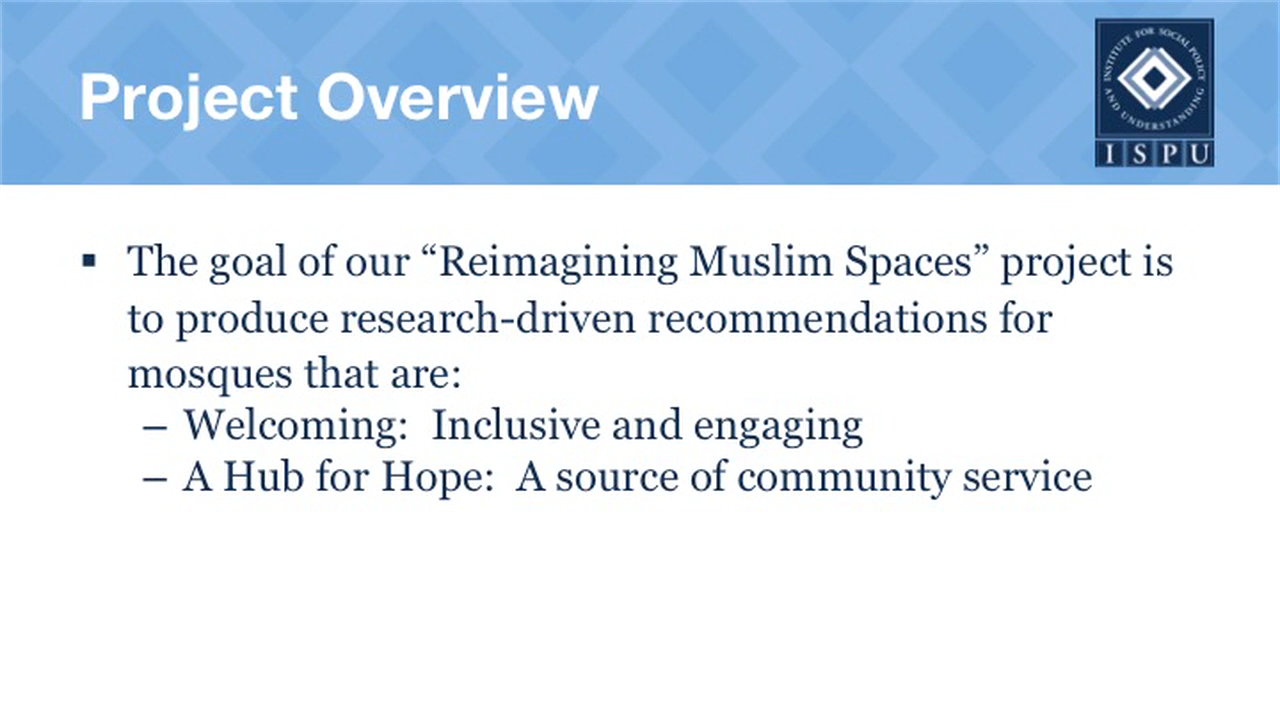 Project Overview
INSTITUTE FOR SOCIAL POLICY
AND UNDERSTANDING
ISPU
▪ The goal of our “Reimagining Muslim Spaces” project is
to produce research-driven recommendations for
mosques that are:
– Welcoming:  Inclusive and engaging
– A Hub for Hope:  A source of community service